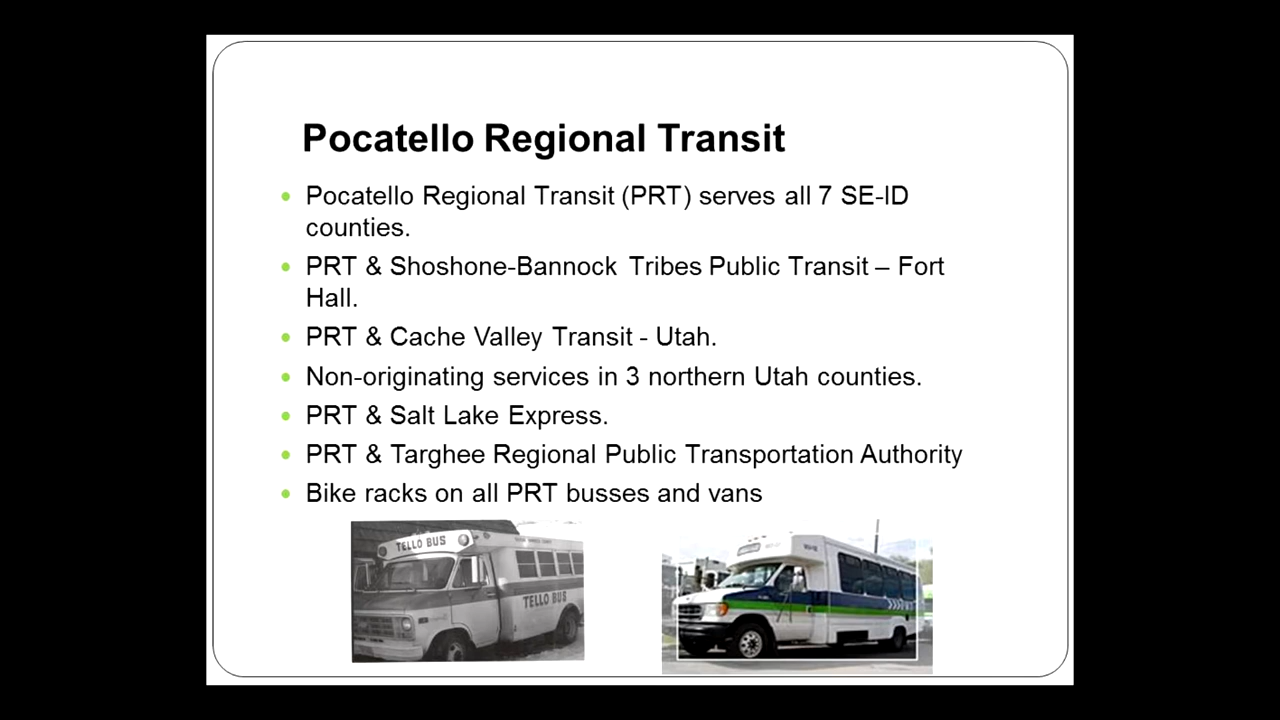 Pocatello Regional Transit
Pocatello Regional Transit (PRT) serves all 7 SE-ID
counties.
PRT & Shoshone-Bannock Tribes Public Transit – Fort
Hall.
PRT & Cache Valley Transit - Utah.
Non-originating services in 3 northern Utah counties.
PRT & Salt Lake Express.
PRT & Targhee Regional Public Transportation Authority
Bike racks on all PRT busses and vans
TELLO BUS
TELLO BUS